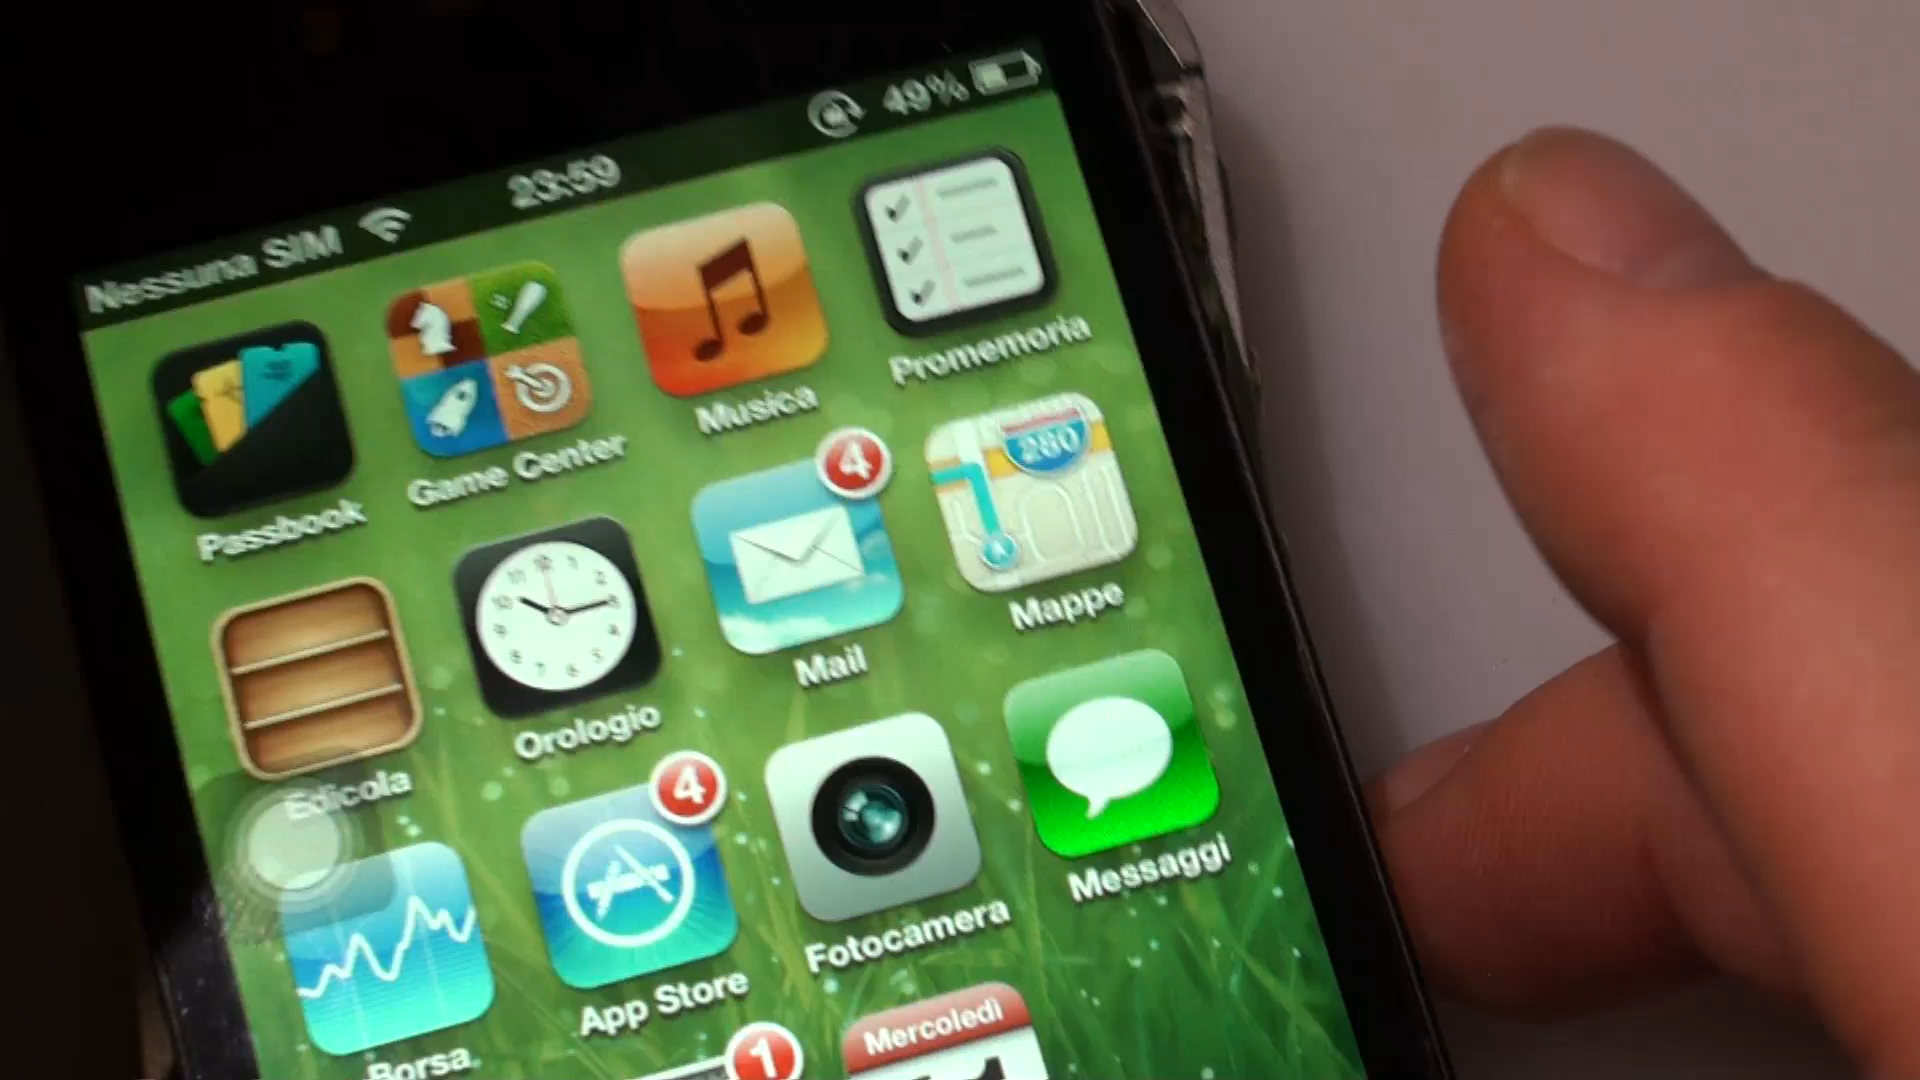 Nessuna SIM 23:59 49%
Passbook Game Center Musica Promemoria
280
4
Edicola Orologio Mail Mappe
4
Borsa App Store Fotocamera Messaggi
1
Mercoledì